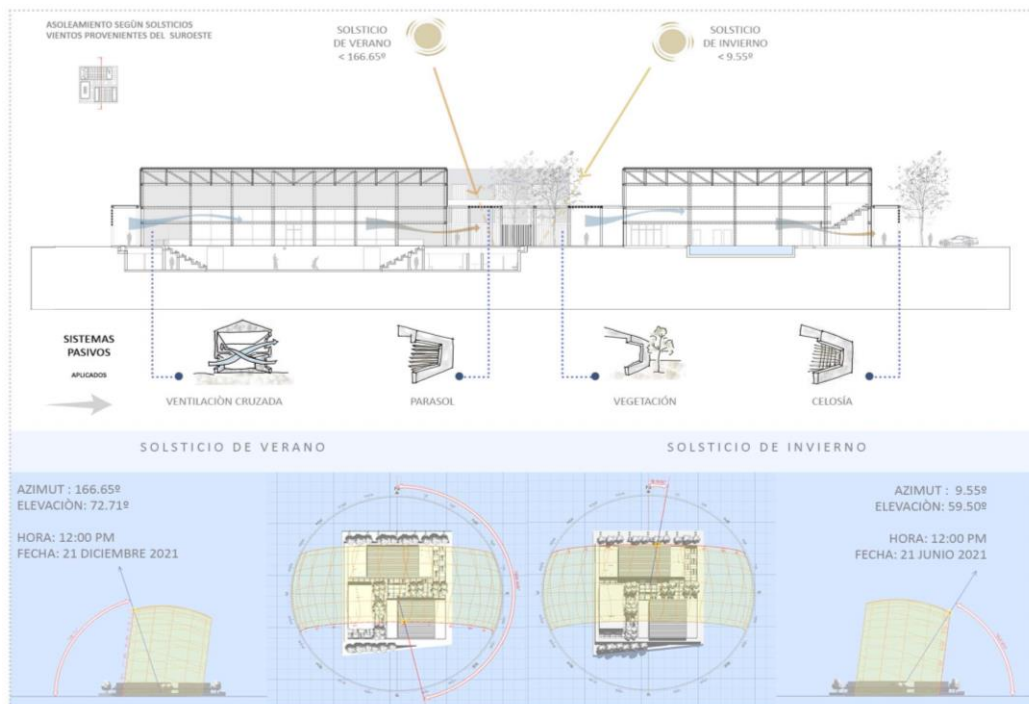 ASOLEAMIENTO SEGÚN SOLSTICIOS
VIENTOS PROVENIENTES DEL SUROESTE
SOLSTICIO
DE VERANO
< 166.65º
SOLSTICIO
DE INVIERNO
< 9.55º
SISTEMAS
PASIVOS
APLICADOS
VENTILACIÒN CRUZADA
PARASOL
VEGETACIÓN
CELOSÍA
SOLSTICIO DE VERANO
SOLSTICIO DE INVIERNO
AZIMUT : 166.65º
ELEVACIÒN: 72.71º
HORA: 12:00 PM
FECHA: 21 DICIEMBRE 2021
AZIMUT : 9.55º
ELEVACIÒN: 59.50º
HORA: 12:00 PM
FECHA: 21 JUNIO 2021